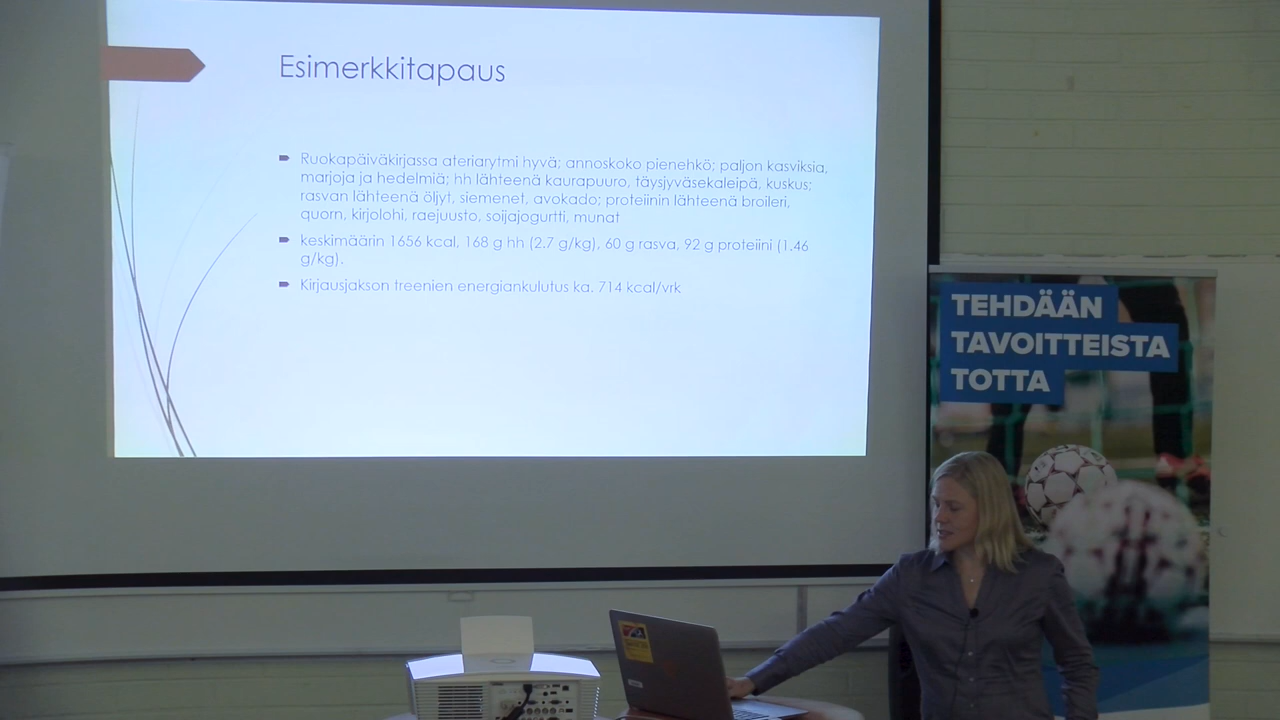 Esimerkkitapaus
Ruokapäiväkirjassa ateriarytmi hyvä; annoskoko pienehkö; paljon kasviksia,
marjoja ja hedelmiä; hh lähteenä kaurapuuro, täysjyväsekaleipä, kuskus;
rasvan lähteenä öljyt, siemenet, avokado; proteiinin lähteenä broileri,
quorn, kirjolohi, raejuusto, soijajogurtti, munat
keskimäärin 1656 kcal, 168 g hh (2.7 g/kg), 60 g rasva, 92 g proteiini (1.46
g/kg).
Kirjausjakson treenien energiankulutus ka. 714 kcal/vrk
TEHDÄÄN
TAVOITTEISTA
TOTTA